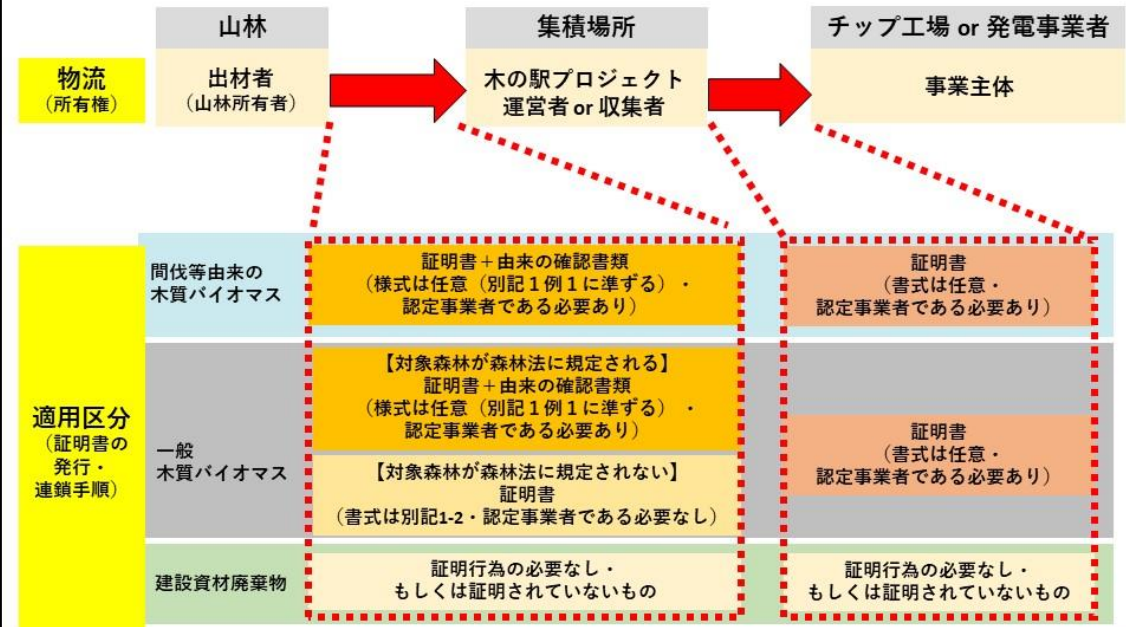 山林
集積場所
チップ工場 or 発電事業者
物流
（所有権）
出材者
（山林所有者）
木の駅プロジェクト
運営者 or 収集者
事業主体
適用区分
（証明書の
発行・
連鎖手順）
間伐等由来の
木質バイオマス
証明書＋由来の確認書類
（様式は任意（別記１例１に準ずる）・
認定事業者である必要あり）
証明書
（書式は任意・
認定事業者である必要あり）
一般
木質バイオマス
【対象森林が森林法に規定される】
証明書＋由来の確認書類
（様式は任意（別記１例１に準ずる） ・
認定事業者である必要あり）
【対象森林が森林法に規定されない】
証明書
（書式は別記1-2・認定事業者である必要なし）
証明書
（書式は任意・
認定事業者である必要あり）
建設資材廃棄物
証明行為の必要なし・
もしくは証明されていないもの
証明行為の必要なし・
もしくは証明されていないもの